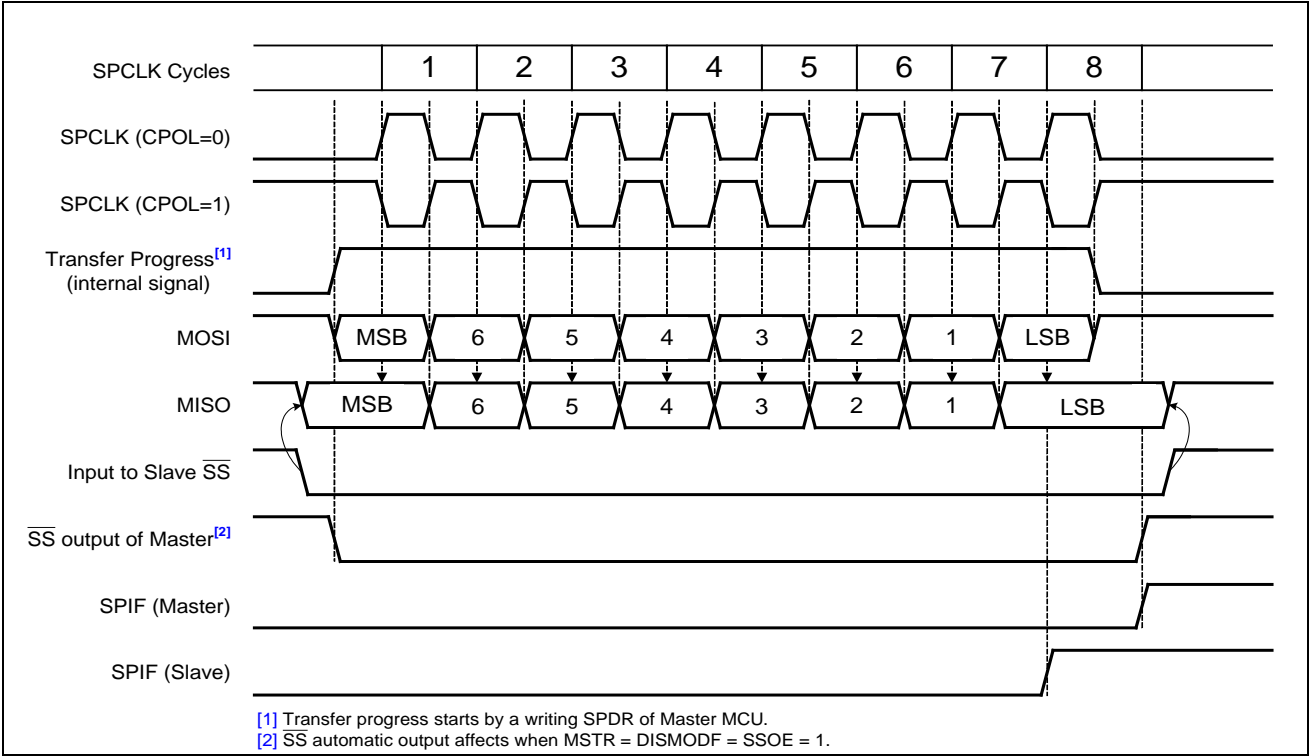 SPCLK Cycles 1 2 3 4 5 6 7 8
SPCLK (CPOL=0)
SPCLK (CPOL=1)
Transfer Progress[1]
(internal signal)
MOSI MSB 6 5 4 3 2 1 LSB
MISO MSB 6 5 4 3 2 1 LSB
Input to Slave S̅S̅
S̅S̅ output of Master[2]
SPIF (Master)
SPIF (Slave)
[1] Transfer progress starts by a writing SPDR of Master MCU.
[2] S̅S̅ automatic output affects when MSTR = DISMODF = SSOE = 1.